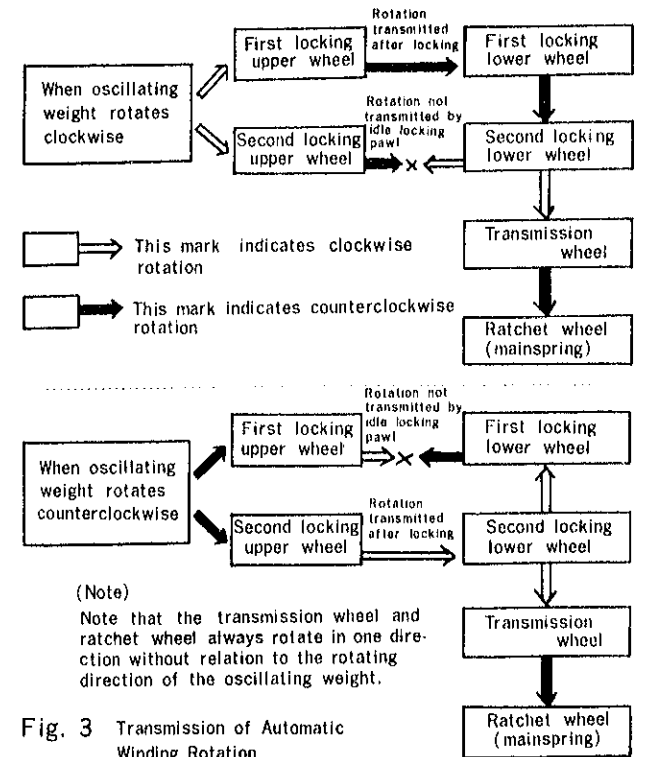 When oscillating
weight rotates
clockwise
First locking
upper wheel
Rotation
transmitted
after locking
First locking
lower wheel
Second locking
upper wheel
Rotation not
transmitted by
idle locking
pawl
Second locking
lower wheel
Transmission
wheel
Ratchet wheel
(mainspring)
This mark indicates clockwise
rotation
This mark indicates counterclockwise
rotation
When oscillating
weight rotates
counterclockwise
First locking
upper wheel
Rotation not
transmitted by
idle locking
pawl
First locking
lower wheel
Second locking
upper wheel
Rotation
transmitted
after locking
Second locking
lower wheel
Transmission
wheel
Ratchet wheel
(mainspring)
(Note)
Note that the transmission wheel and
ratchet wheel always rotate in one dire-
ction without relation to the rotating
direction of the oscillating weight.
Fig. 3 Transmission of Automatic
Winding Rotation